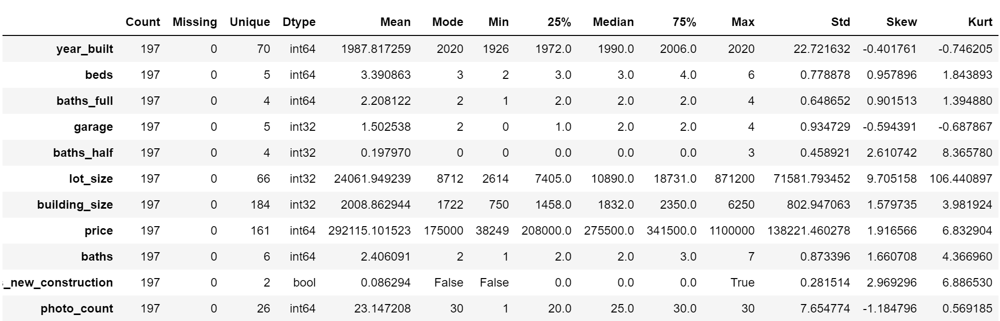 Count Missing Unique Dtype Mean Mode Min 25% Median 75% Max Std Skew Kurt
year_built 197 0 70 int64 1987.817259 2020 1926 1972.0 1990.0 2006.0 2020 22.721632 -0.401761 -0.746205
beds 197 0 5 int64 3.390863 3 2 3.0 3.0 4.0 6 0.778878 0.957896 1.843893
baths_full 197 0 4 int64 2.208122 2 1 2.0 2.0 2.0 4 0.648652 0.901513 1.394880
garage 197 0 5 int32 1.502538 2 0 1.0 2.0 2.0 4 0.934729 -0.594391 -0.687867
baths_half 197 0 4 int32 0.197970 0 0 0.0 0.0 0.0 3 0.458921 2.610742 8.365780
lot_size 197 0 66 int32 24061.949239 8712 2614 7405.0 10890.0 18731.0 871200 71581.793452 9.705158 106.440897
building_size 197 0 184 int32 2008.862944 1722 750 1458.0 1832.0 2350.0 6250 802.947063 1.579735 3.981924
price 197 0 161 int64 292115.101523 175000 38249 208000.0 275500.0 341500.0 1100000 138221.460278 1.916566 6.832904
baths 197 0 6 int64 2.406091 2 1 2.0 2.0 3.0 7 0.873396 1.660708 4.366960
_new_construction 197 0 2 bool 0.086294 False False 0.0 0.0 0.0 True 0.281514 2.969296 6.886530
photo_count 197 0 26 int64 23.147208 30 1 20.0 25.0 30.0 30 7.654774 -1.184796 0.569185